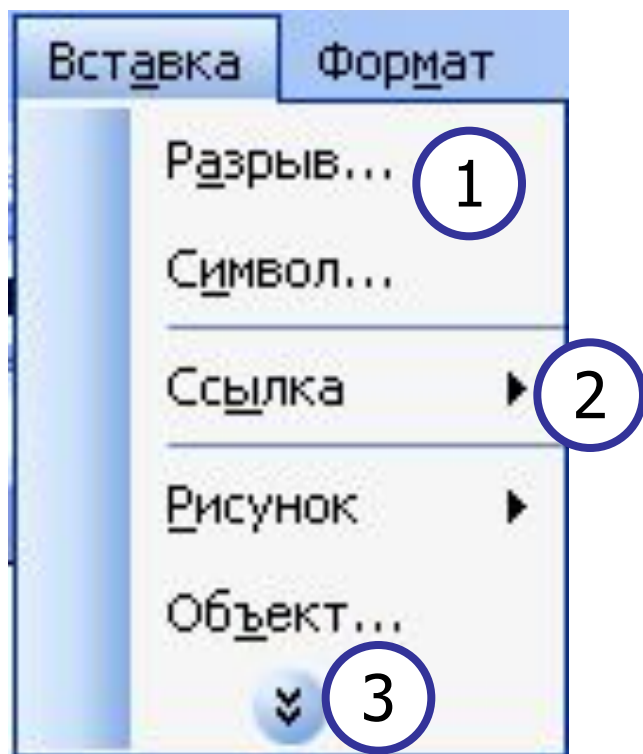 Вставка Формат
Разрыв... 1
Символ...
Ссылка 2
Рисунок
Объект...
3